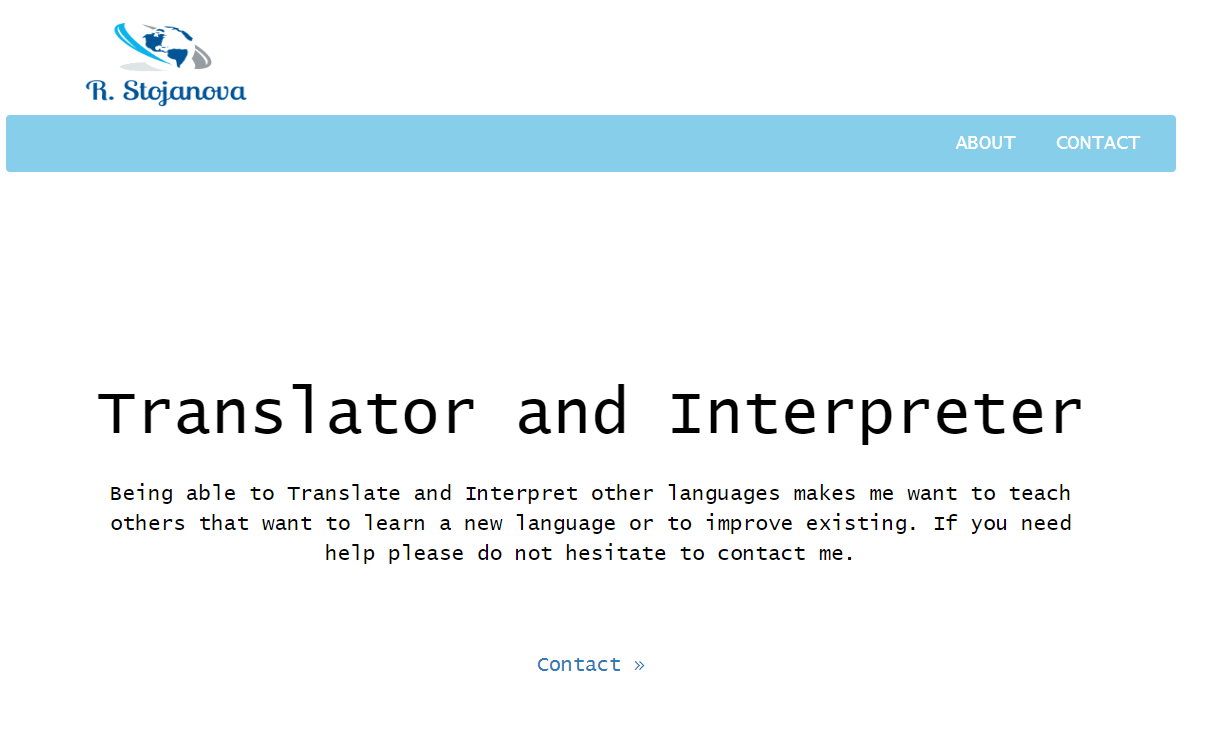 R. Stojanova
ABOUT CONTACT
Translator and Interpreter
Being able to Translate and Interpret other languages makes me want to teach
others that want to learn a new language or to improve existing. If you need
help please do not hesitate to contact me.
Contact »